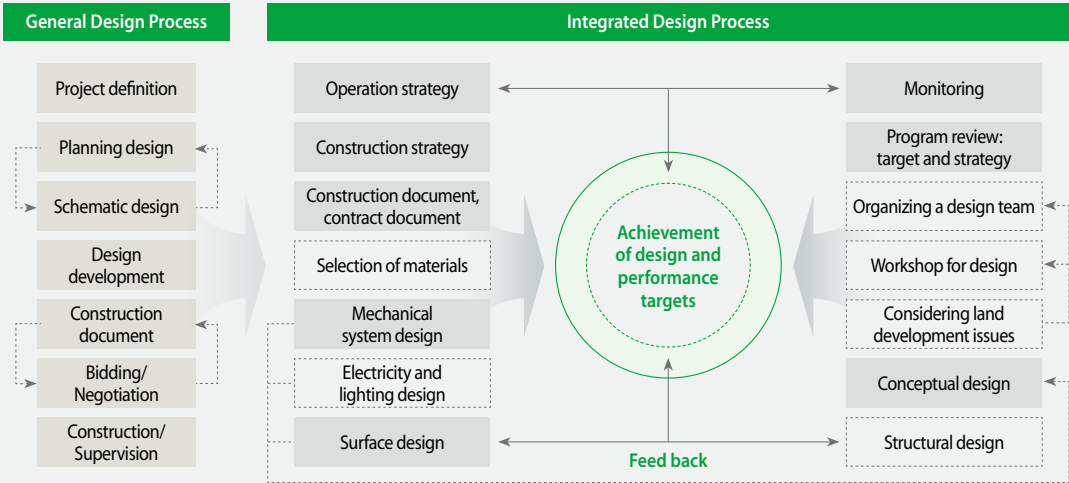 General Design Process
Project definition
Planning design
Schematic design
Design
development
Construction
document
Bidding/
Negotiation
Construction/
Supervision
Integrated Design Process
Operation strategy
Construction strategy
Construction document,
contract document
Selection of materials
Mechanical
system design
Electricity and
lighting design
Surface design
Achievement
of design and
performance
targets
Feed back
Monitoring
Program review:
target and strategy
Organizing a design team
Workshop for design
Considering land
development issues
Conceptual design
Structural design